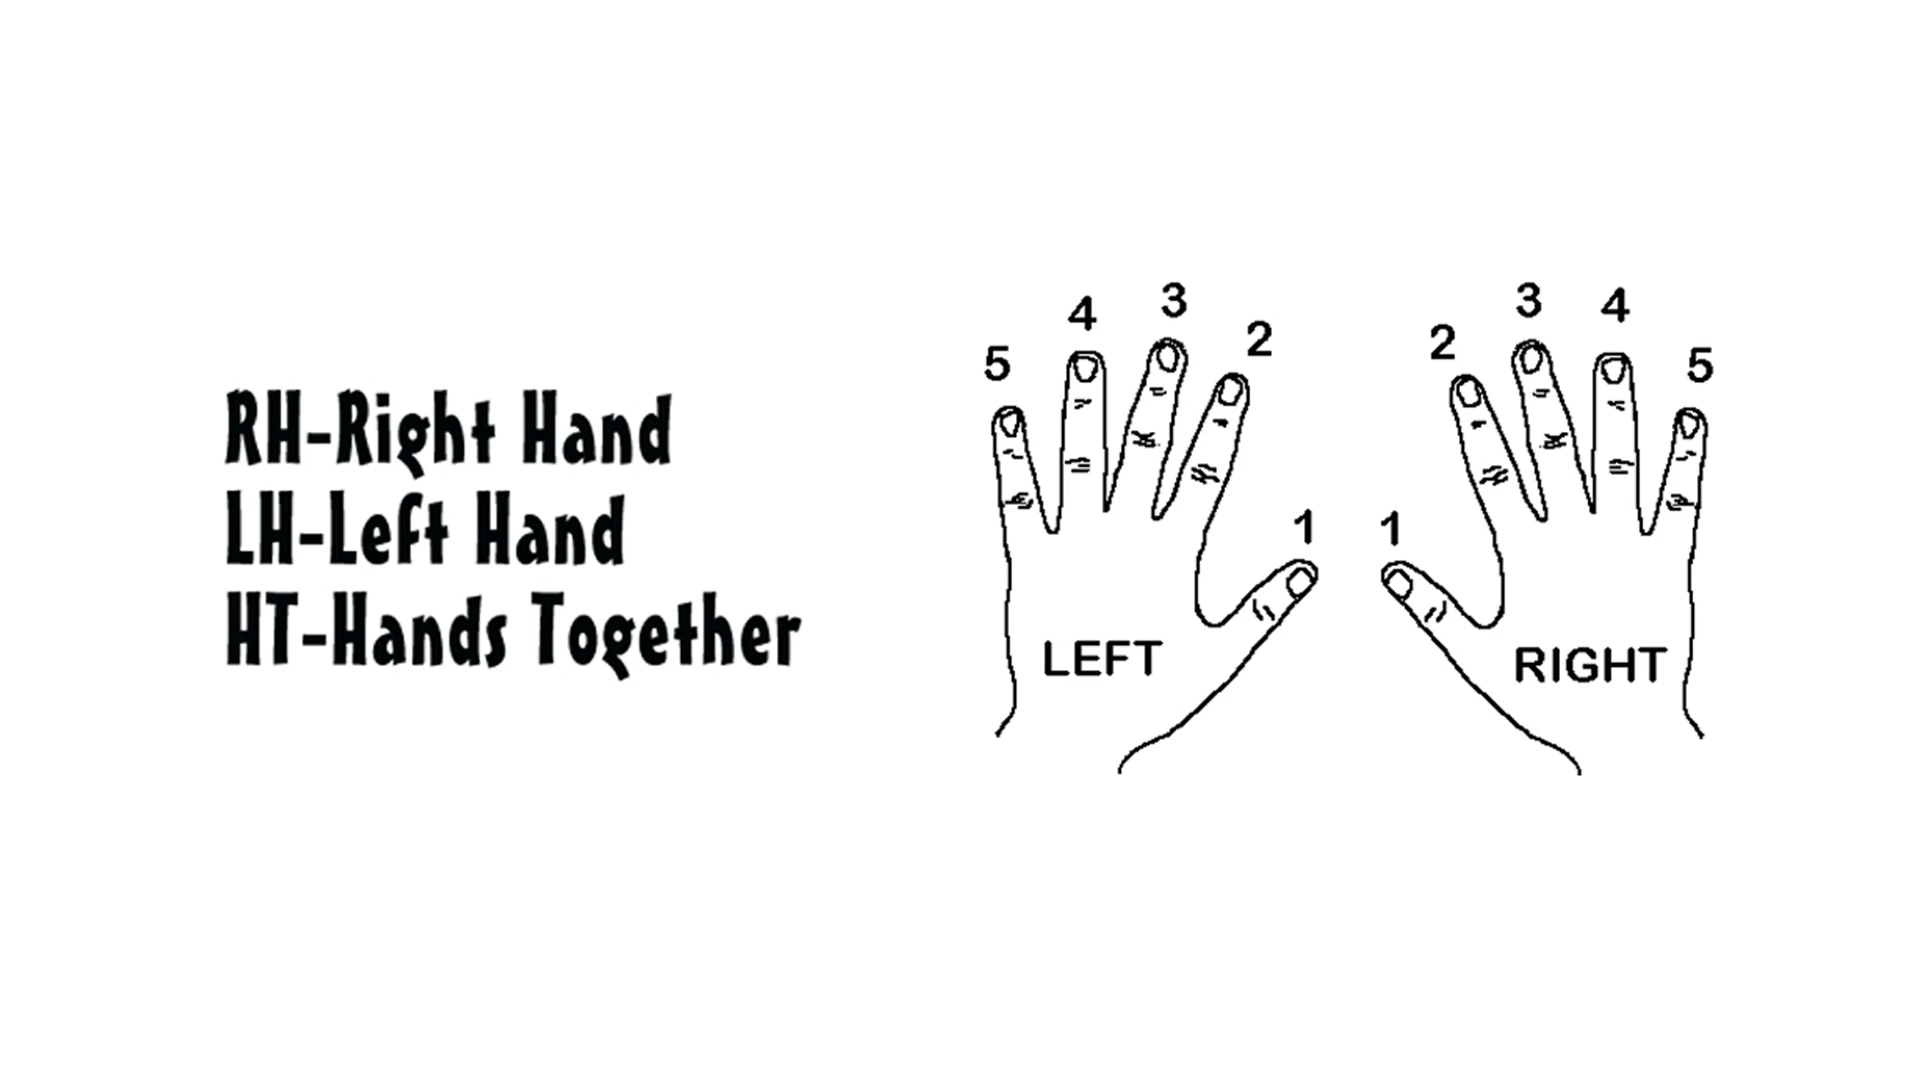 RH-Right Hand
LH-Left Hand
HT-Hands Together
5 4 3 2 1
LEFT
1 2 3 4 5
RIGHT